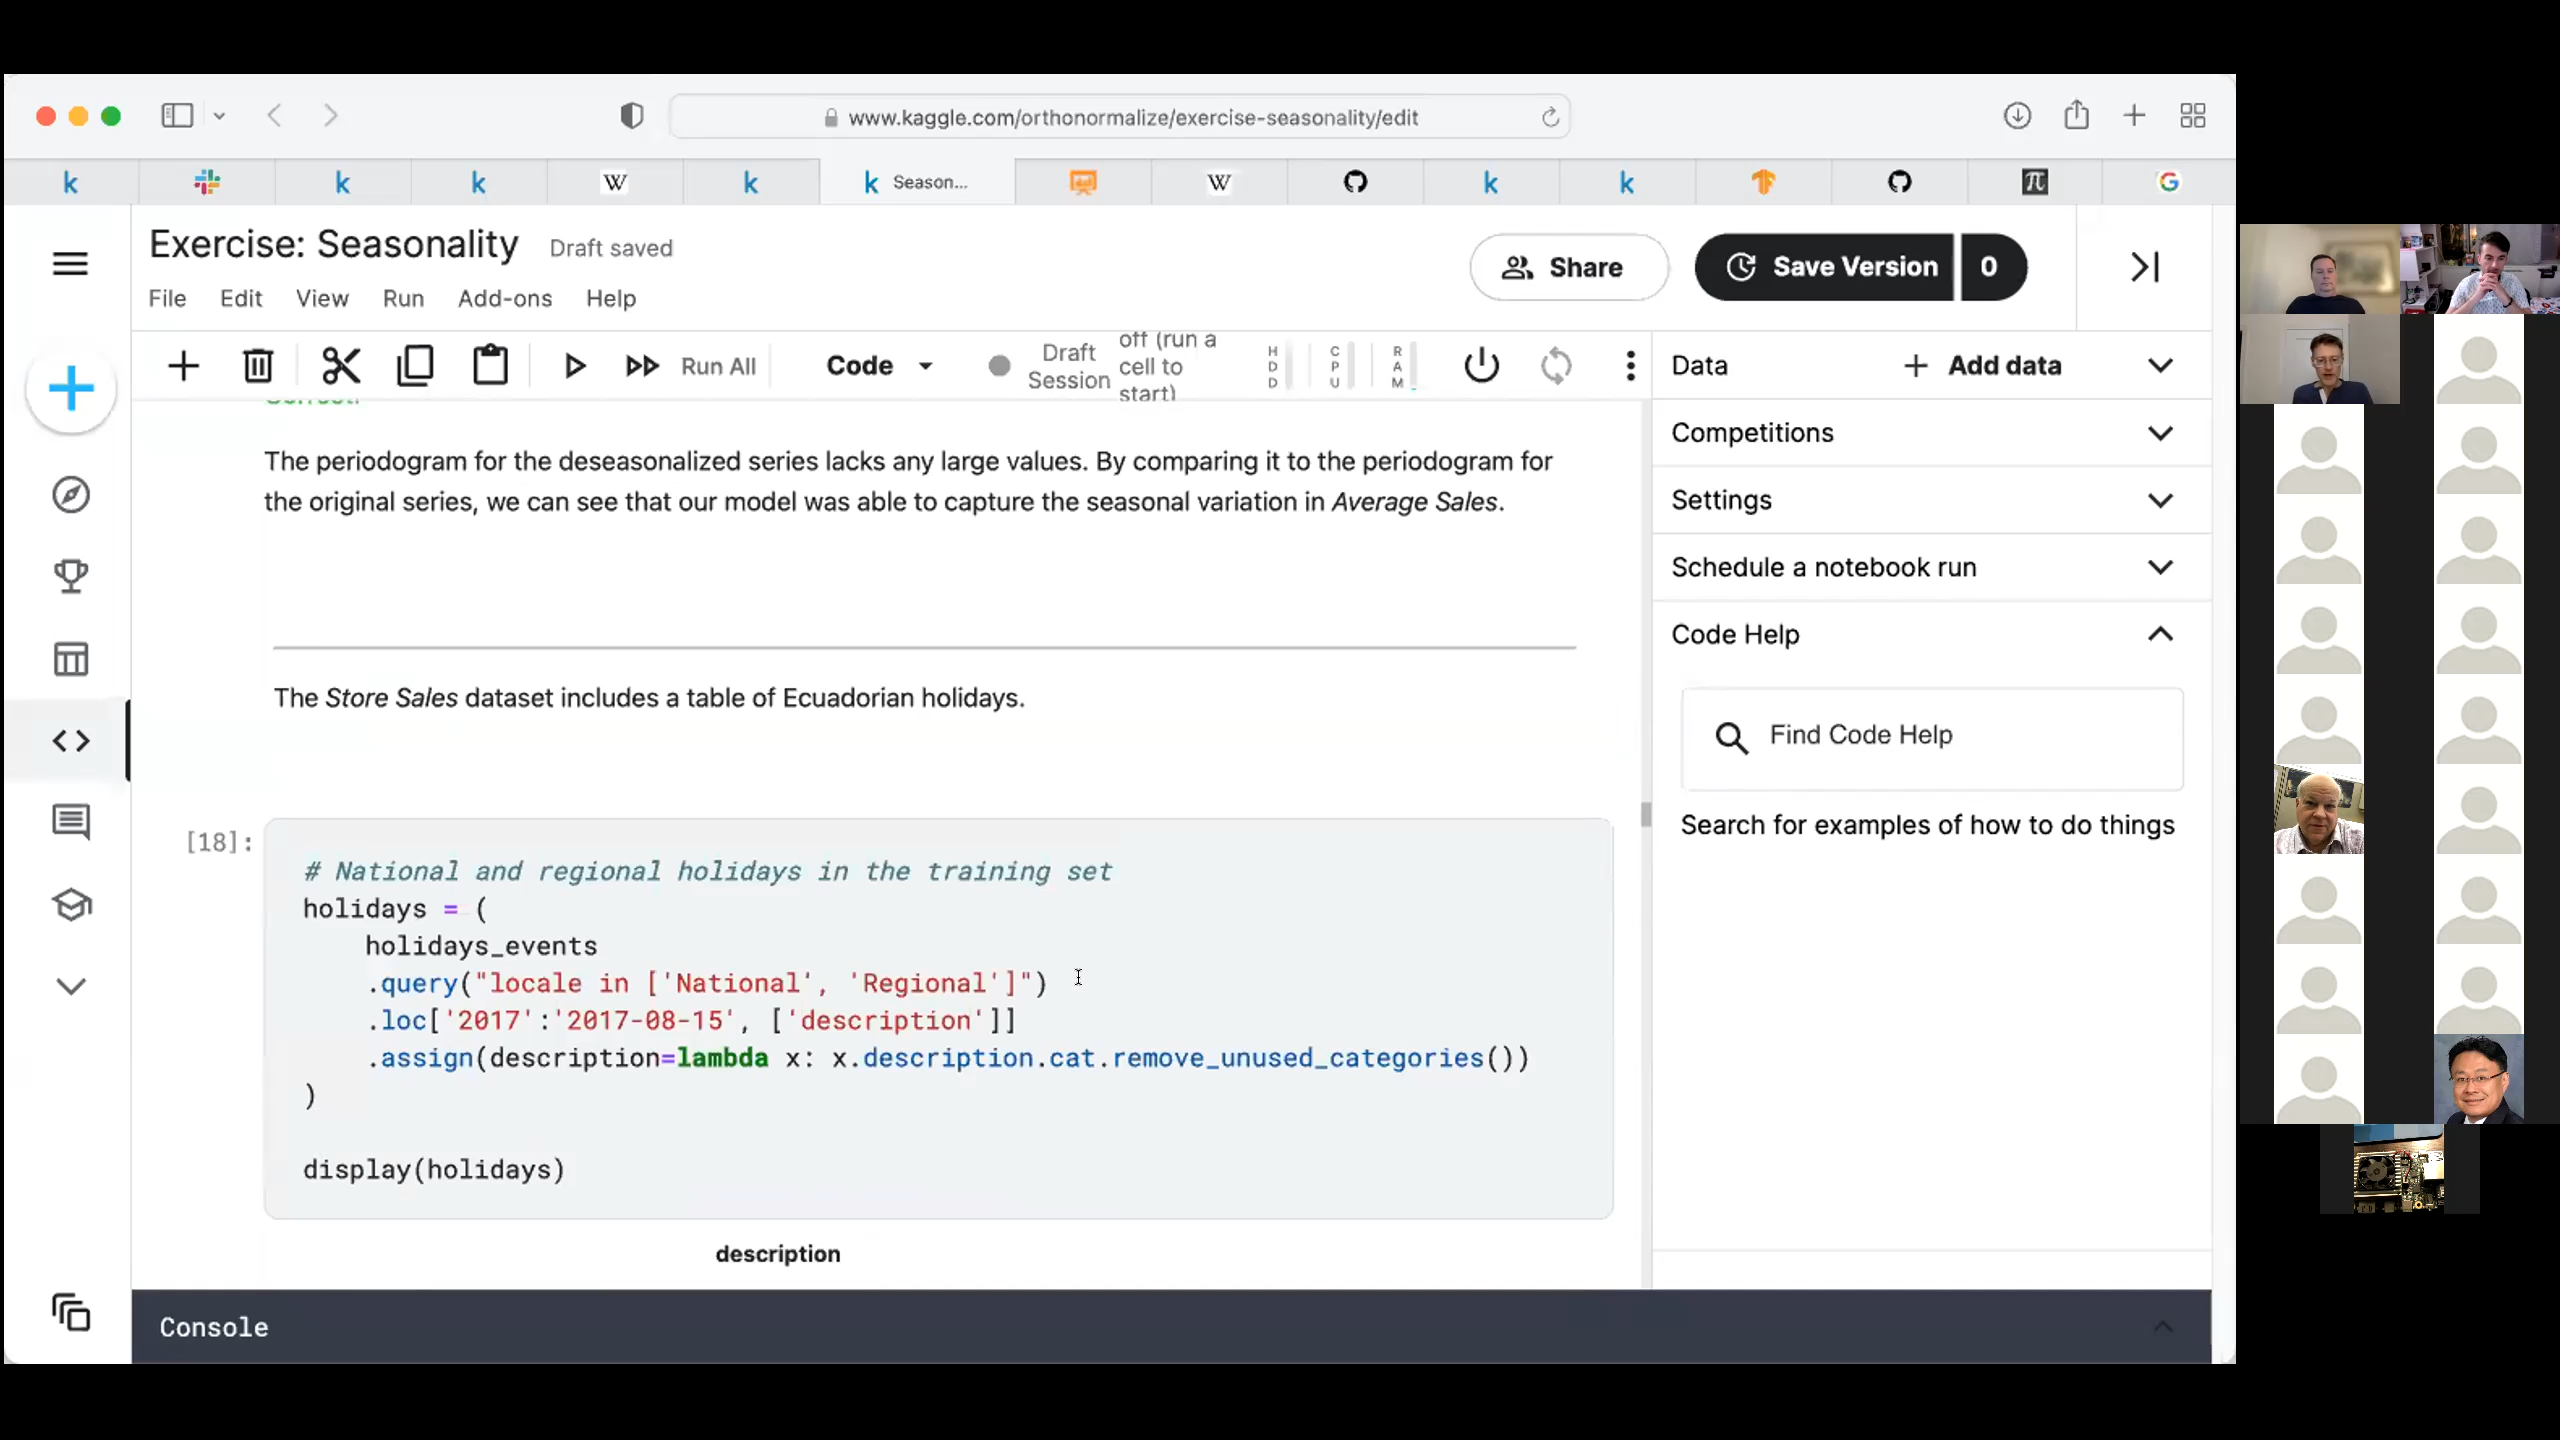 www.kaggle.com/orthonormalize/exercise-seasonality/edit
k
k
k
W
k
k Season...
W
k
k
π
G
Exercise: Seasonality Draft saved
Share
Save Version 0
File Edit View Run Add-ons Help
Run All
Code
Draft Session
off (run a cell to start)
HDD
CPU
RAM
Data + Add data
Correct:
Competitions
The periodogram for the deseasonalized series lacks any large values. By comparing it to the periodogram for
the original series, we can see that our model was able to capture the seasonal variation in Average Sales.
Settings
Schedule a notebook run
Code Help
The Store Sales dataset includes a table of Ecuadorian holidays.
Find Code Help
Search for examples of how to do things
[18]:
# National and regional holidays in the training set
holidays = (
holidays_events
.query("locale in ['National', 'Regional']")
.loc['2017':'2017-08-15', ['description']]
.assign(description=lambda x: x.description.cat.remove_unused_categories())
)
display(holidays)
description
Console